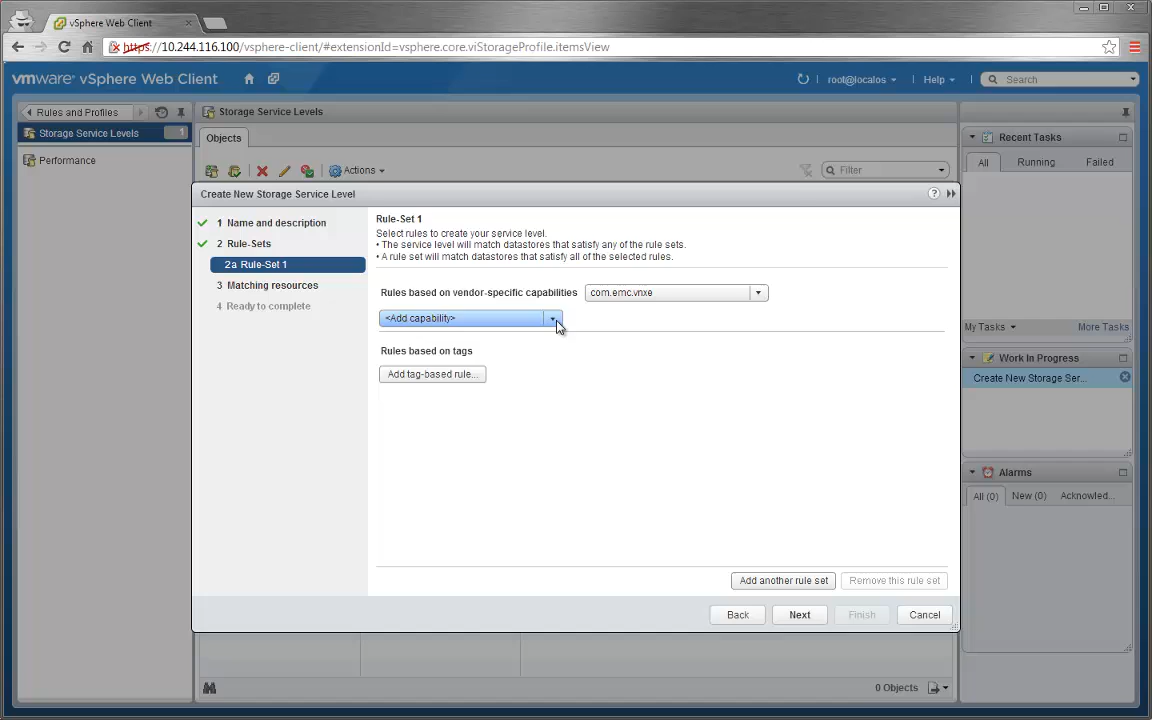 vSphere Web Client
https://10.244.116.100/vsphere-client/#extensionId=vsphere.core.viStorageProfile.itemsView
vmware vSphere Web Client
root@localos
Help
Search
Rules and Profiles
Storage Service Levels
1
Performance
Storage Service Levels
Objects
Actions
Filter
Create New Storage Service Level
?
1 Name and description
2 Rule-Sets
2a Rule-Set 1
3 Matching resources
4 Ready to complete
Rule-Set 1
Select rules to create your service level.
• The service level will match datastores that satisfy any of the rule sets.
• A rule set will match datastores that satisfy all of the selected rules.
Rules based on vendor-specific capabilities
com.emc.vnxe
<Add capability>
Rules based on tags
Add tag-based rule...
Add another rule set
Remove this rule set
Back
Next
Finish
Cancel
0 Objects
Recent Tasks
All
Running
Failed
My Tasks
More Tasks
Work In Progress
Create New Storage Ser...
Alarms
All (0)
New (0)
Acknowled...